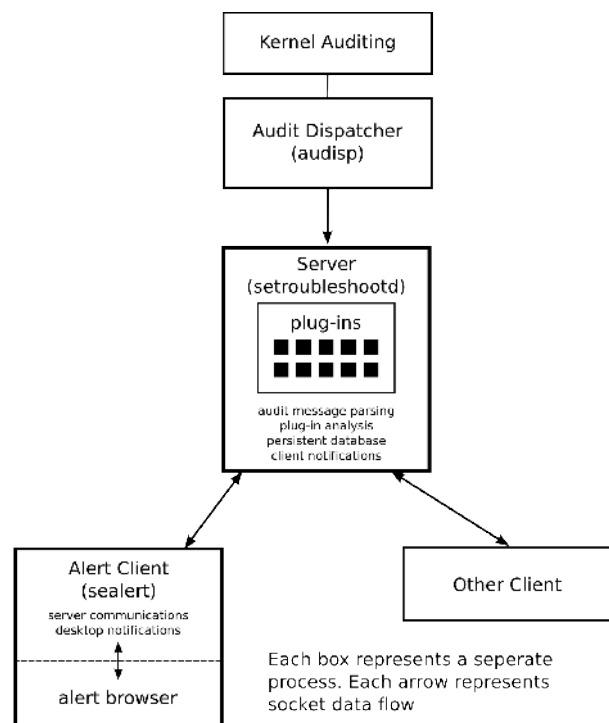 Kernel Auditing
Audit Dispatcher
(audisp)
Server
(setroubleshootd)
plug-ins
audit message parsing
plug-in analysis
persistent database
client notifications
Alert Client
(sealert)
server communications
desktop notifications
alert browser
Other Client
Each box represents a seperate
process. Each arrow represents
socket data flow